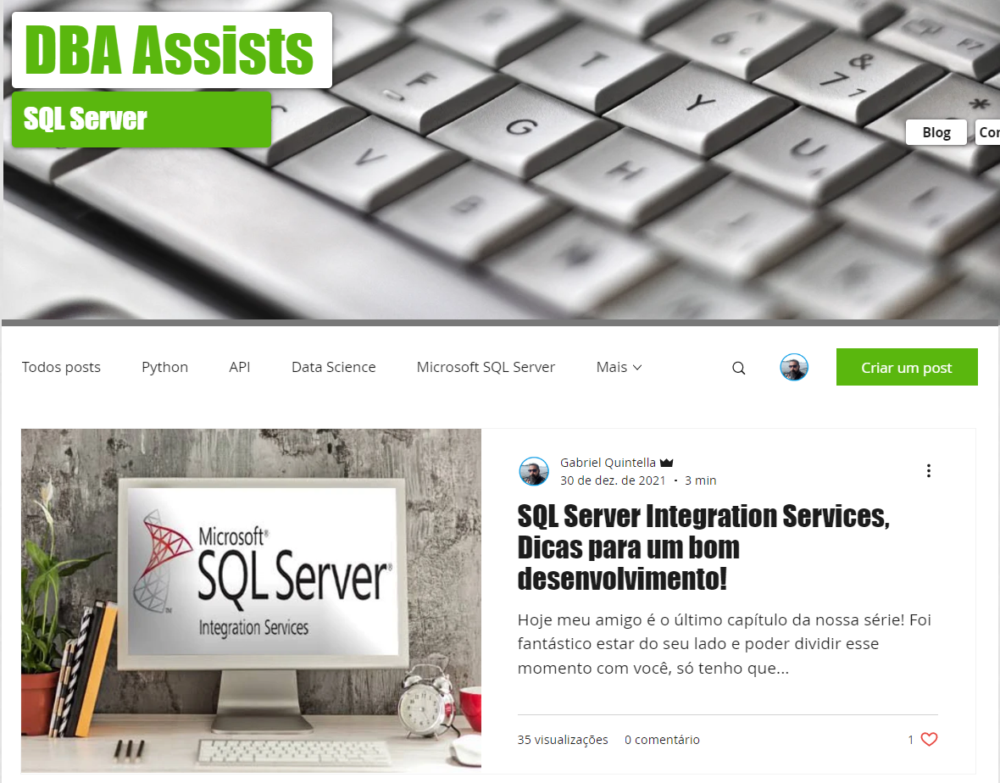 DBA Assists
SQL Server
Blog
Todos posts
Python
API
Data Science
Microsoft SQL Server
Mais
Criar um post
Gabriel Quintella
30 de dez. de 2021 · 3 min
SQL Server Integration Services,
Dicas para um bom
desenvolvimento!
Hoje meu amigo é o último capítulo da nossa série! Foi
fantástico estar do seu lado e poder dividir esse
momento com você, só tenho que...
35 visualizações
0 comentário
1
Microsoft®
SQL Server®
Integration Services
F
T
6
&
7
F7
G
Y
*
V
H
U
B